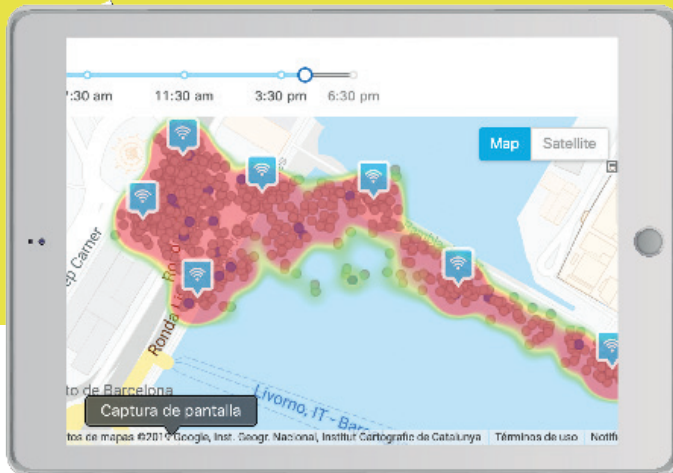 7:30 am 11:30 am 3:30 pm 6:30 pm
Map Satellite
ep Carner
Ronda Li
to de Barcelona
Livorno, IT - Bar
Captura de pantalla
tos de mapas ©2019 Google, Inst. Geogr. Nacional, Institut Cartogràfic de Catalunya Términos de uso Notifi